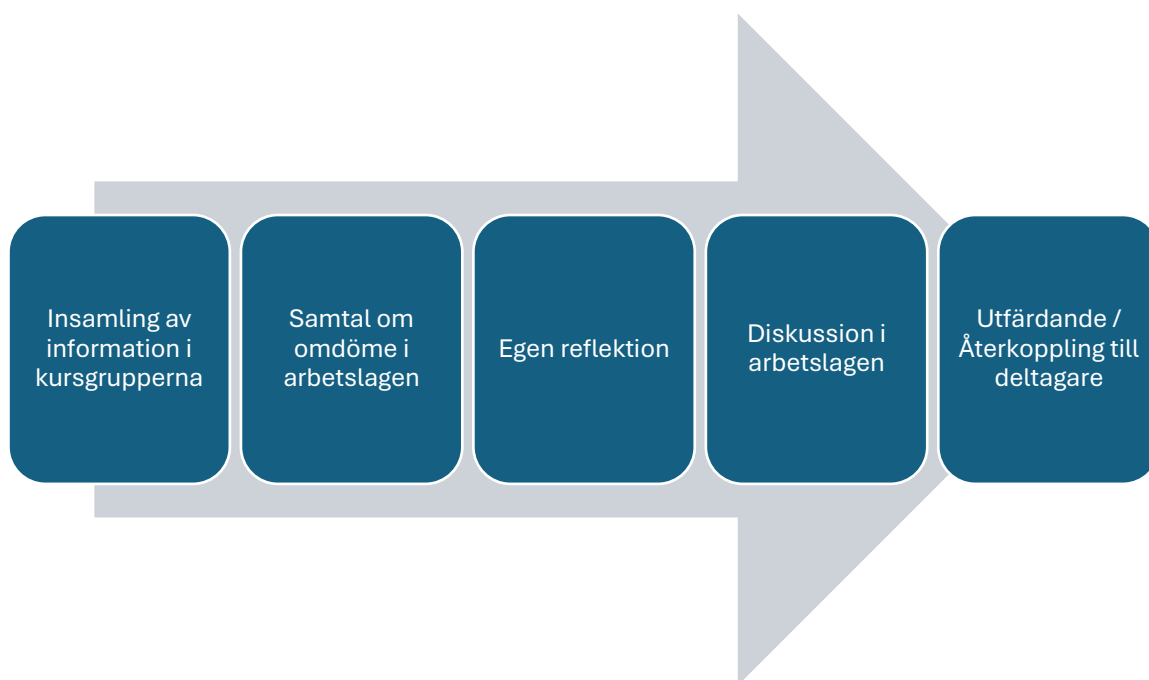 Insamling av
information i
kursgrupperna
Samtal om
omdöme i
arbetslagen
Egen reflektion
Diskussion i
arbetslagen
Utfärdande /
Återkoppling till
deltagare